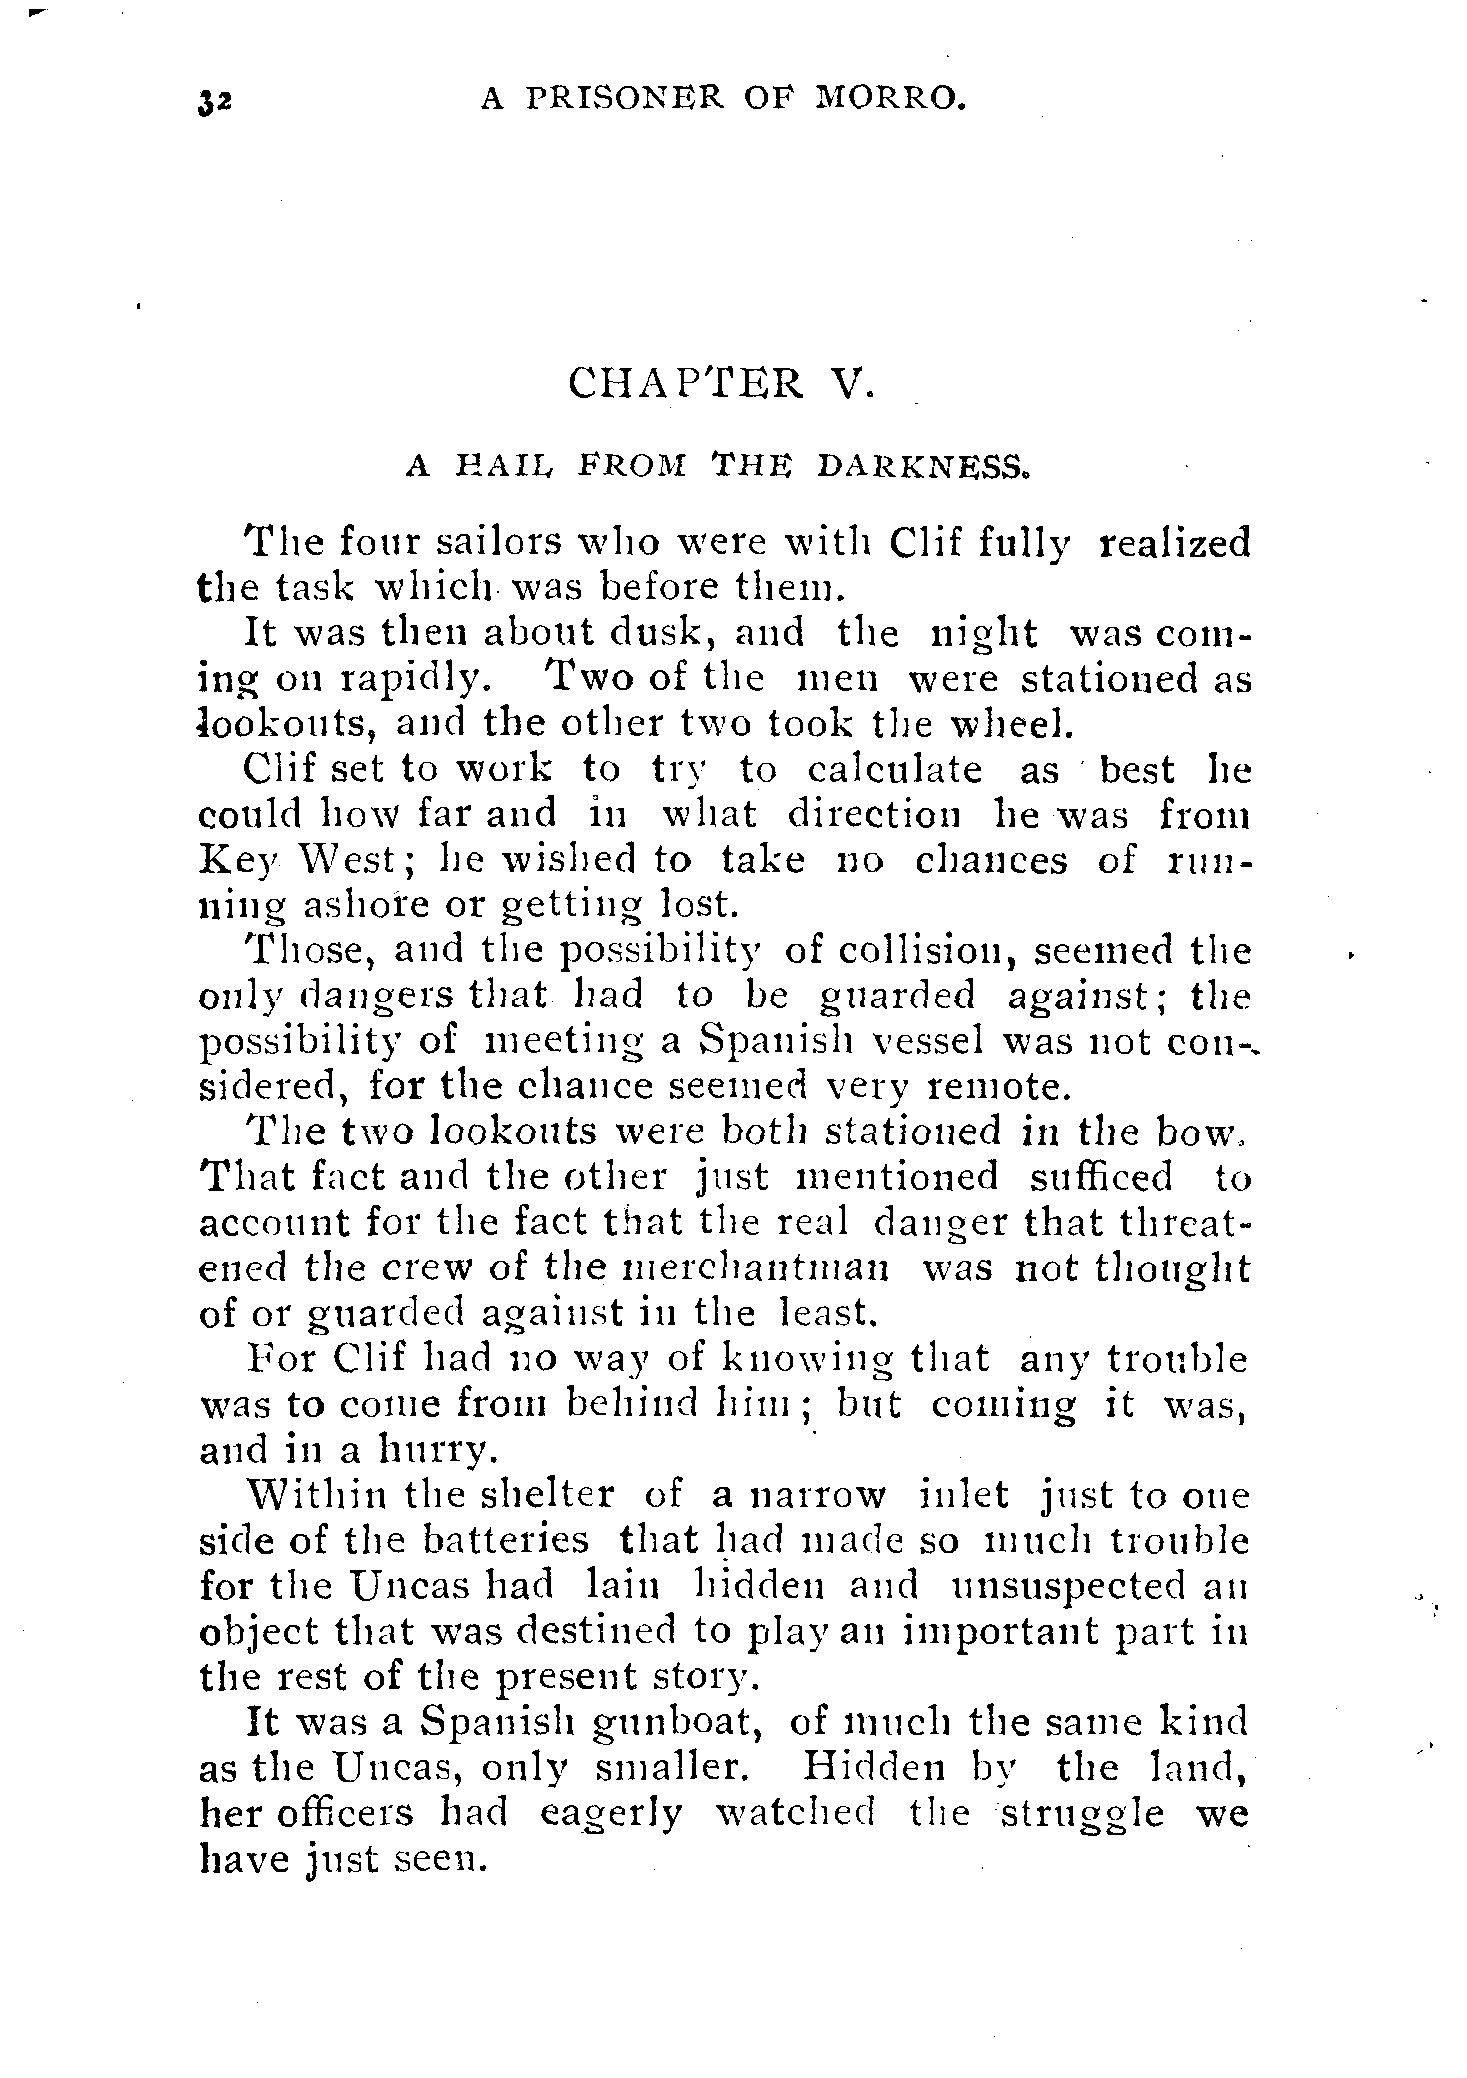 32 A PRISONER OF MORRO.
CHAPTER V.
A HAIL FROM THE DARKNESS.
The four sailors who were with Clif fully realized
the task which was before them.
It was then about dusk, and the night was com-
ing on rapidly. Two of the men were stationed as
lookouts, and the other two took the wheel.
Clif set to work to try to calculate as best he
could how far and in what direction he was from
Key West; he wished to take no chances of run-
ning ashore or getting lost.
Those, and the possibility of collision, seemed the
only dangers that had to be guarded against; the
possibility of meeting a Spanish vessel was not con-
sidered, for the chance seemed very remote.
The two lookouts were both stationed in the bow.
That fact and the other just mentioned sufficed to
account for the fact that the real danger that threat-
ened the crew of the merchantman was not thought
of or guarded against in the least.
For Clif had no way of knowing that any trouble
was to come from behind him; but coming it was,
and in a hurry.
Within the shelter of a narrow inlet just to one
side of the batteries that had made so much trouble
for the Uncas had lain hidden and unsuspected an
object that was destined to play an important part in
the rest of the present story.
It was a Spanish gunboat, of much the same kind
as the Uncas, only smaller. Hidden by the land,
her officers had eagerly watched the struggle we
have just seen.